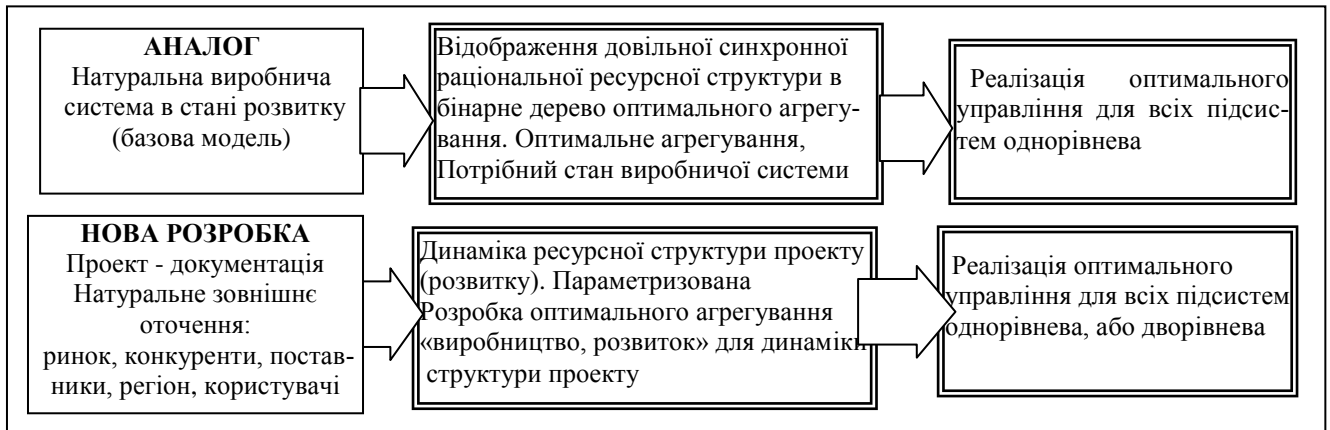 АНАЛОГ
Натуральна виробнича
система в стані розвитку
(базова модель)
Відображення довільної синхронної
раціональної ресурсної структури в
бінарне дерево оптимального агрегу-
вання. Оптимальне агрегування,
Потрібний стан виробничої системи
Реалізація оптимального
управління для всіх підсис-
тем однорівнева
НОВА РОЗРОБКА
Проект - документація
Натуральне зовнішнє
оточення:
ринок, конкуренти, постав-
ники, регіон, користувачі
Динаміка ресурсної структури проекту
(розвитку). Параметризована
Розробка оптимального агрегування
«виробництво, розвиток» для динаміки
структури проекту
Реалізація оптимального
управління для всіх підсистем
однорівнева, або дворівнева